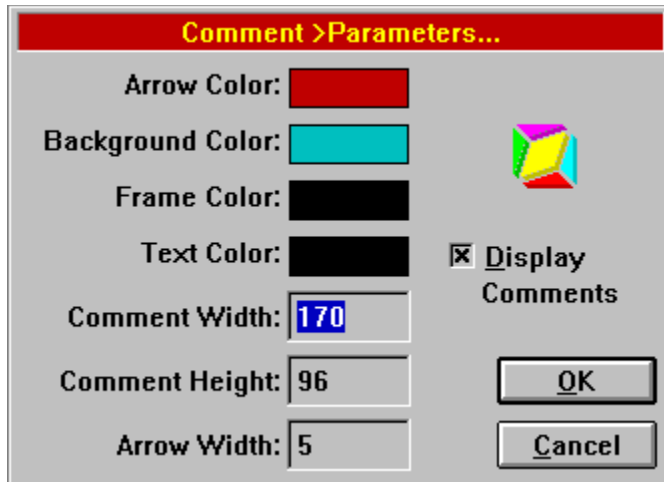 Comment >Parameters...
Arrow Color:
Background Color:
Frame Color:
Text Color:
Display
Comments
Comment Width: 170
Comment Height: 96
OK
Arrow Width: 5
Cancel